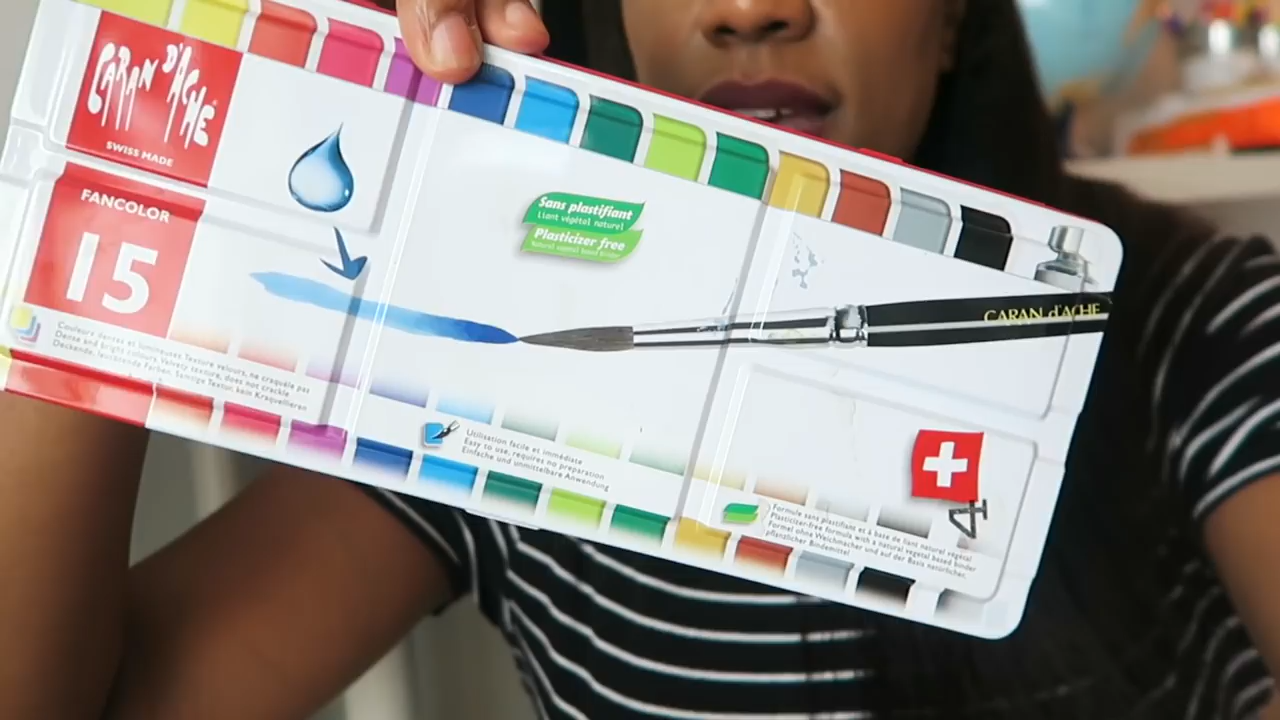 CARAN D'ACHE
SWISS MADE
FANCOLOR
15
Couleurs denses et lumineuses. Texture velours, ne craquèle pas
Dense and bright colours. Velvety texture, does not crackle
Deckende, leuchtende Farben. Samtige Textur, kein Kraquellieren
Sans plastifiant
Liant végétal naturel
Plasticizer free
Natural vegetal base binder
CARAN d'ACHE
Utilisation facile et immédiate
Easy to use, requires no preparation
Einfache und unmittelbare Anwendung
4
Formule sans plastifiant et à base de liant naturel végétal
Plasticizer-free formula with a natural vegetal based binder
Formel ohne Weichmacher und auf der Basis natürlicher,
pflanzlicher Bindemittel